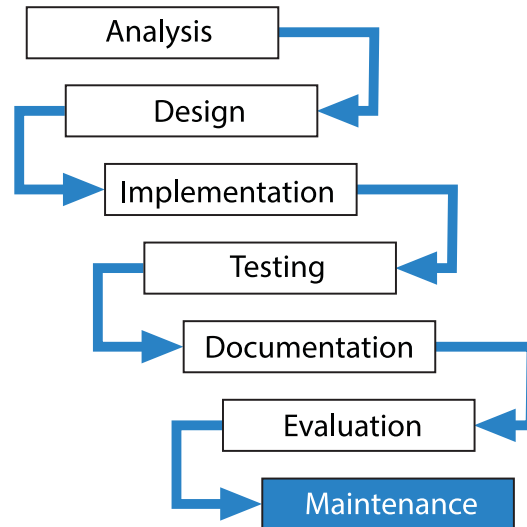 Analysis
Design
Implementation
Testing
Documentation
Evaluation
Maintenance